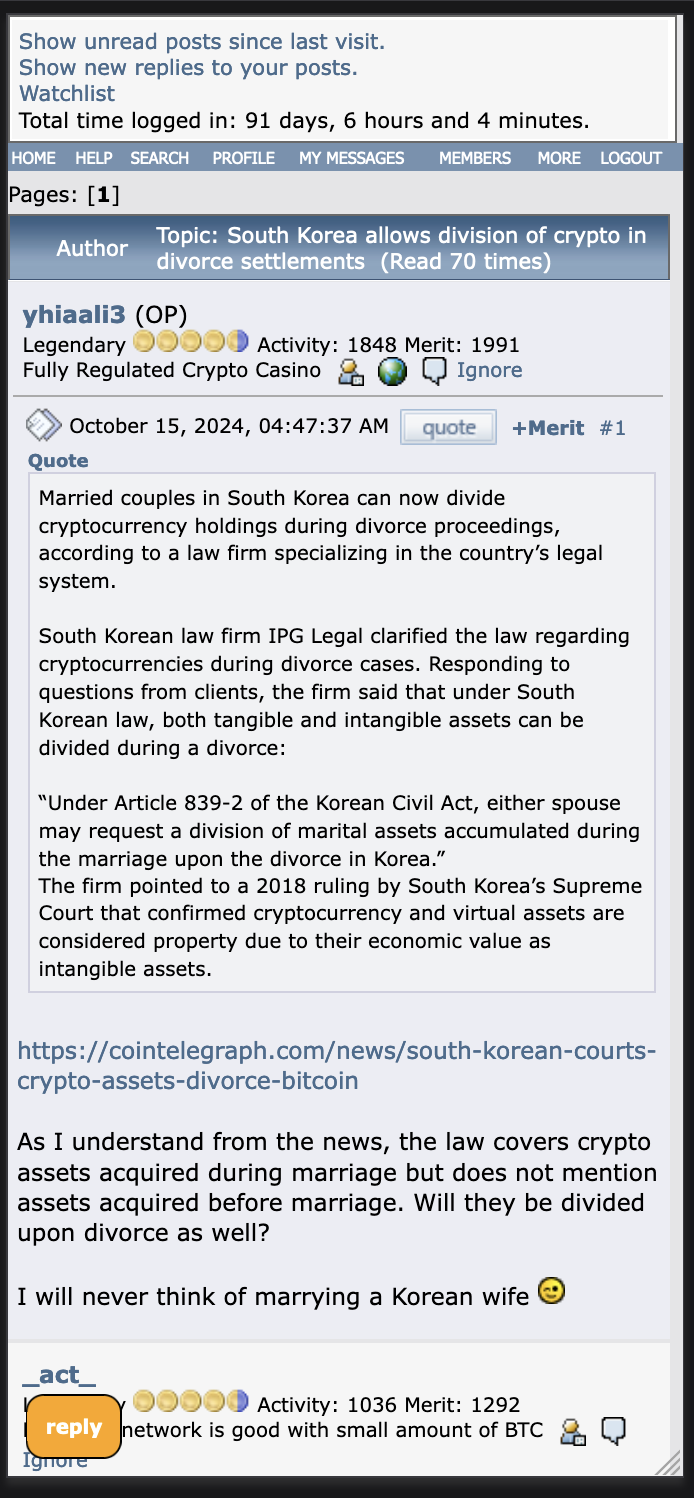 Show unread posts since last visit.
Show new replies to your posts.
Watchlist
Total time logged in: 91 days, 6 hours and 4 minutes.
HOME HELP SEARCH PROFILE MY MESSAGES MEMBERS MORE LOGOUT
Pages: [1]
Author
Topic: South Korea allows division of crypto in
divorce settlements (Read 70 times)
yhiaali3 (OP)
Legendary Activity: 1848 Merit: 1991
Fully Regulated Crypto Casino Ignore
October 15, 2024, 04:47:37 AM quote +Merit #1
Quote
Married couples in South Korea can now divide
cryptocurrency holdings during divorce proceedings,
according to a law firm specializing in the country’s legal
system.
South Korean law firm IPG Legal clarified the law regarding
cryptocurrencies during divorce cases. Responding to
questions from clients, the firm said that under South
Korean law, both tangible and intangible assets can be
divided during a divorce:
“Under Article 839-2 of the Korean Civil Act, either spouse
may request a division of marital assets accumulated during
the marriage upon the divorce in Korea.”
The firm pointed to a 2018 ruling by South Korea’s Supreme
Court that confirmed cryptocurrency and virtual assets are
considered property due to their economic value as
intangible assets.
https://cointelegraph.com/news/south-korean-courts-
crypto-assets-divorce-bitcoin
As I understand from the news, the law covers crypto
assets acquired during marriage but does not mention
assets acquired before marriage. Will they be divided
upon divorce as well?
I will never think of marrying a Korean wife
_act_
Activity: 1036 Merit: 1292
reply
network is good with small amount of BTC
Ignore